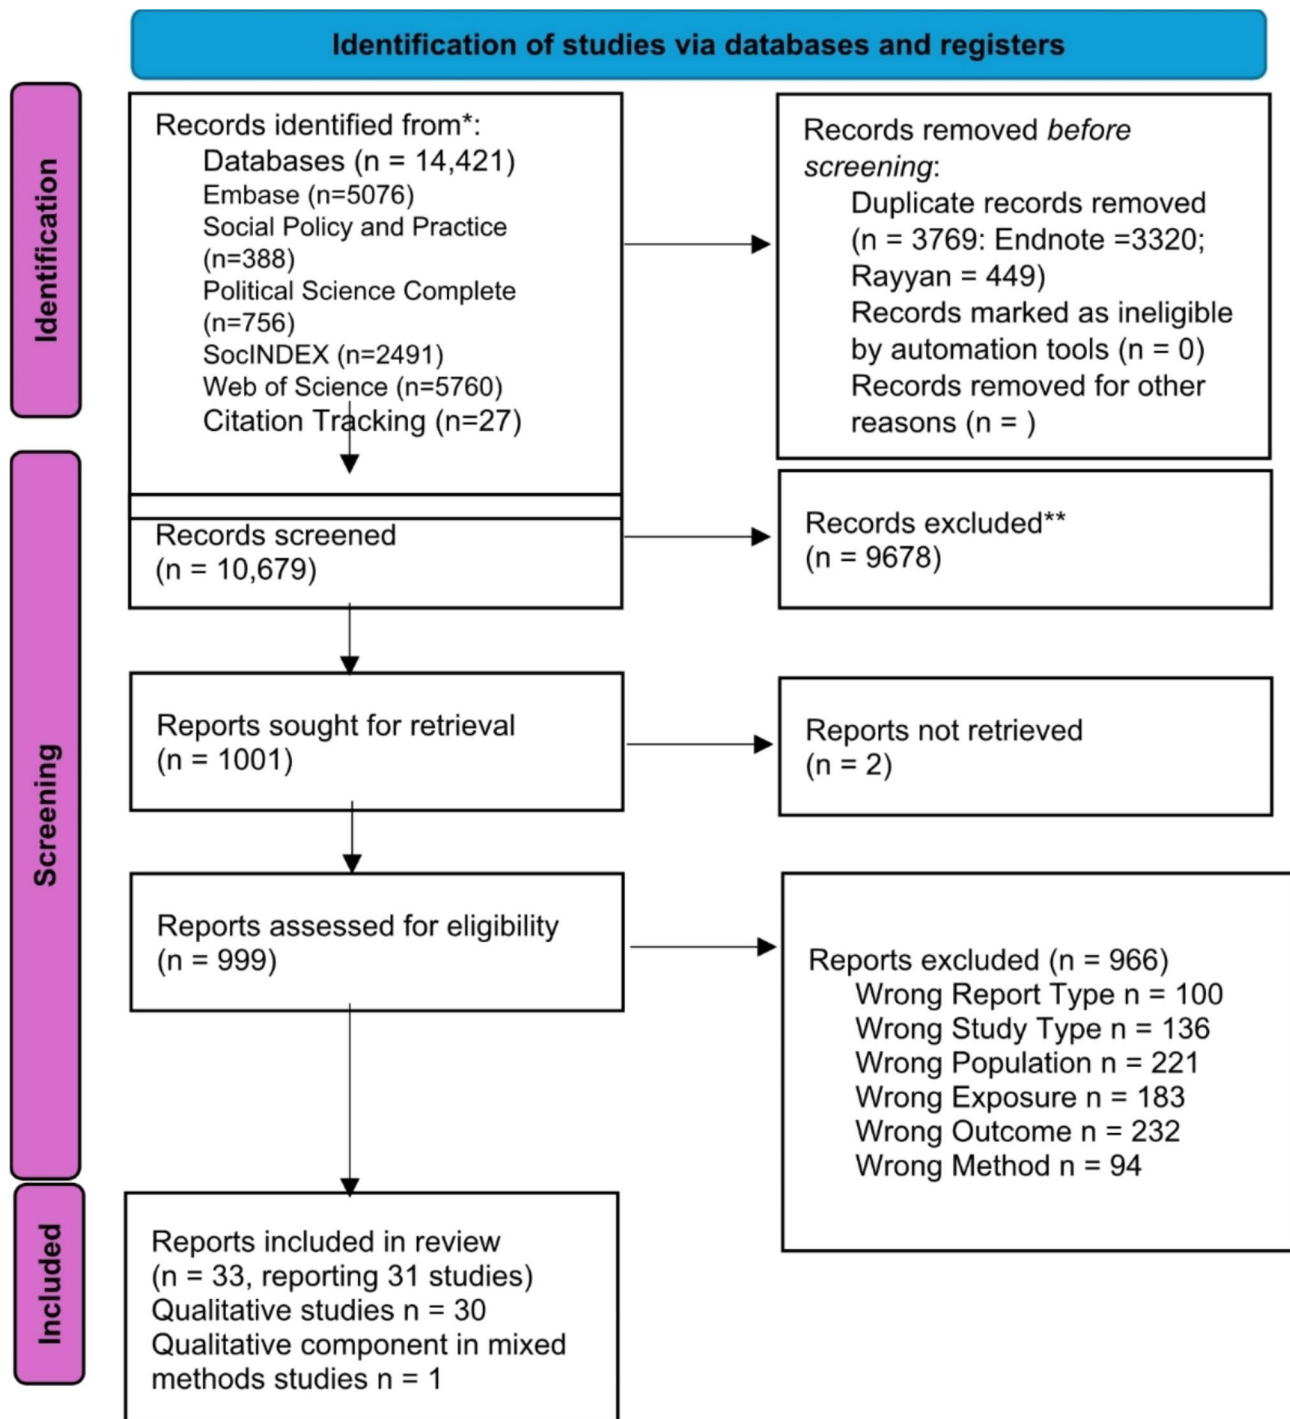 Identification of studies via databases and registers
Identification
Records identified from*:
Databases (n = 14,421)
Embase (n=5076)
Social Policy and Practice
(n=388)
Political Science Complete
(n=756)
SocINDEX (n=2491)
Web of Science (n=5760)
Citation Tracking (n=27)
Records removed before
screening:
Duplicate records removed
(n = 3769: Endnote =3320;
Rayyan = 449)
Records marked as ineligible
by automation tools (n = 0)
Records removed for other
reasons (n = )
Screening
Records screened
(n = 10,679)
Records excluded**
(n = 9678)
Reports sought for retrieval
(n = 1001)
Reports not retrieved
(n = 2)
Reports assessed for eligibility
(n = 999)
Reports excluded (n = 966)
Wrong Report Type n = 100
Wrong Study Type n = 136
Wrong Population n = 221
Wrong Exposure n = 183
Wrong Outcome n = 232
Wrong Method n = 94
Included
Reports included in review
(n = 33, reporting 31 studies)
Qualitative studies n = 30
Qualitative component in mixed
methods studies n = 1